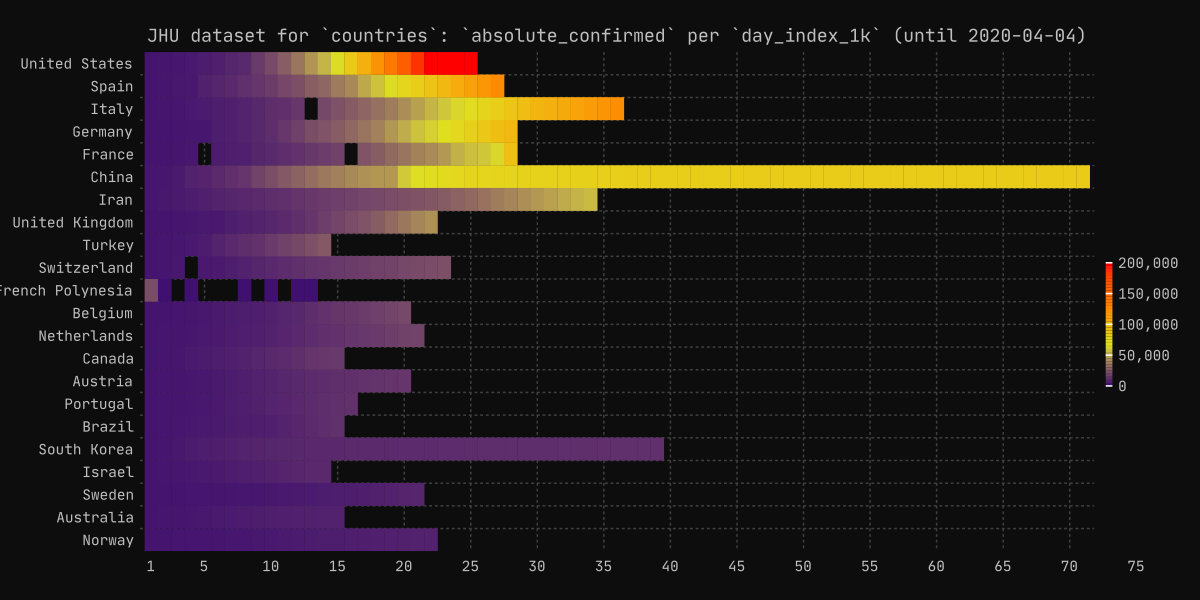 JHU dataset for `countries`: `absolute_confirmed` per `day_index_1k` (until 2020-04-04)
United States
Spain
Italy
Germany
France
China
Iran
United Kingdom
Turkey
Switzerland
French Polynesia
Belgium
Netherlands
Canada
Austria
Portugal
Brazil
South Korea
Israel
Sweden
Australia
Norway
1 5 10 15 20 25 30 35 40 45 50 55 60 65 70 75
200,000
150,000
100,000
50,000
0